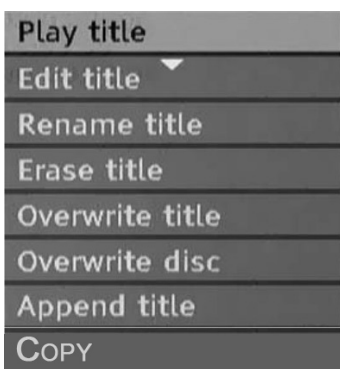 Play title
Edit title
Rename title
Erase title
Overwrite title
Overwrite disc
Append title
COPY